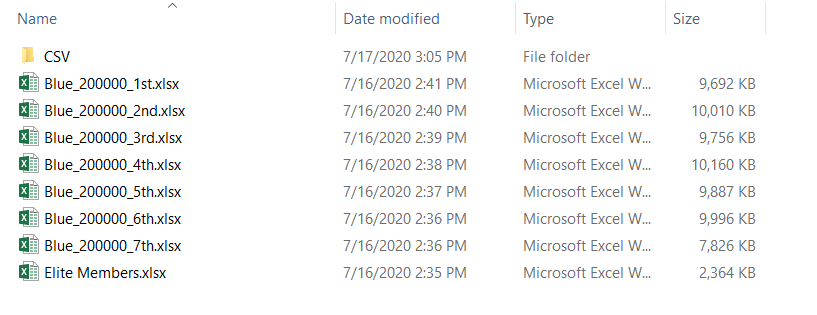 Name Date modified Type Size
CSV 7/17/2020 3:05 PM File folder
Blue_200000_1st.xlsx 7/16/2020 2:41 PM Microsoft Excel W... 9,692 KB
Blue_200000_2nd.xlsx 7/16/2020 2:40 PM Microsoft Excel W... 10,010 KB
Blue_200000_3rd.xlsx 7/16/2020 2:39 PM Microsoft Excel W... 9,756 KB
Blue_200000_4th.xlsx 7/16/2020 2:38 PM Microsoft Excel W... 10,160 KB
Blue_200000_5th.xlsx 7/16/2020 2:37 PM Microsoft Excel W... 9,887 KB
Blue_200000_6th.xlsx 7/16/2020 2:36 PM Microsoft Excel W... 9,996 KB
Blue_200000_7th.xlsx 7/16/2020 2:36 PM Microsoft Excel W... 7,826 KB
Elite Members.xlsx 7/16/2020 2:35 PM Microsoft Excel W... 2,364 KB